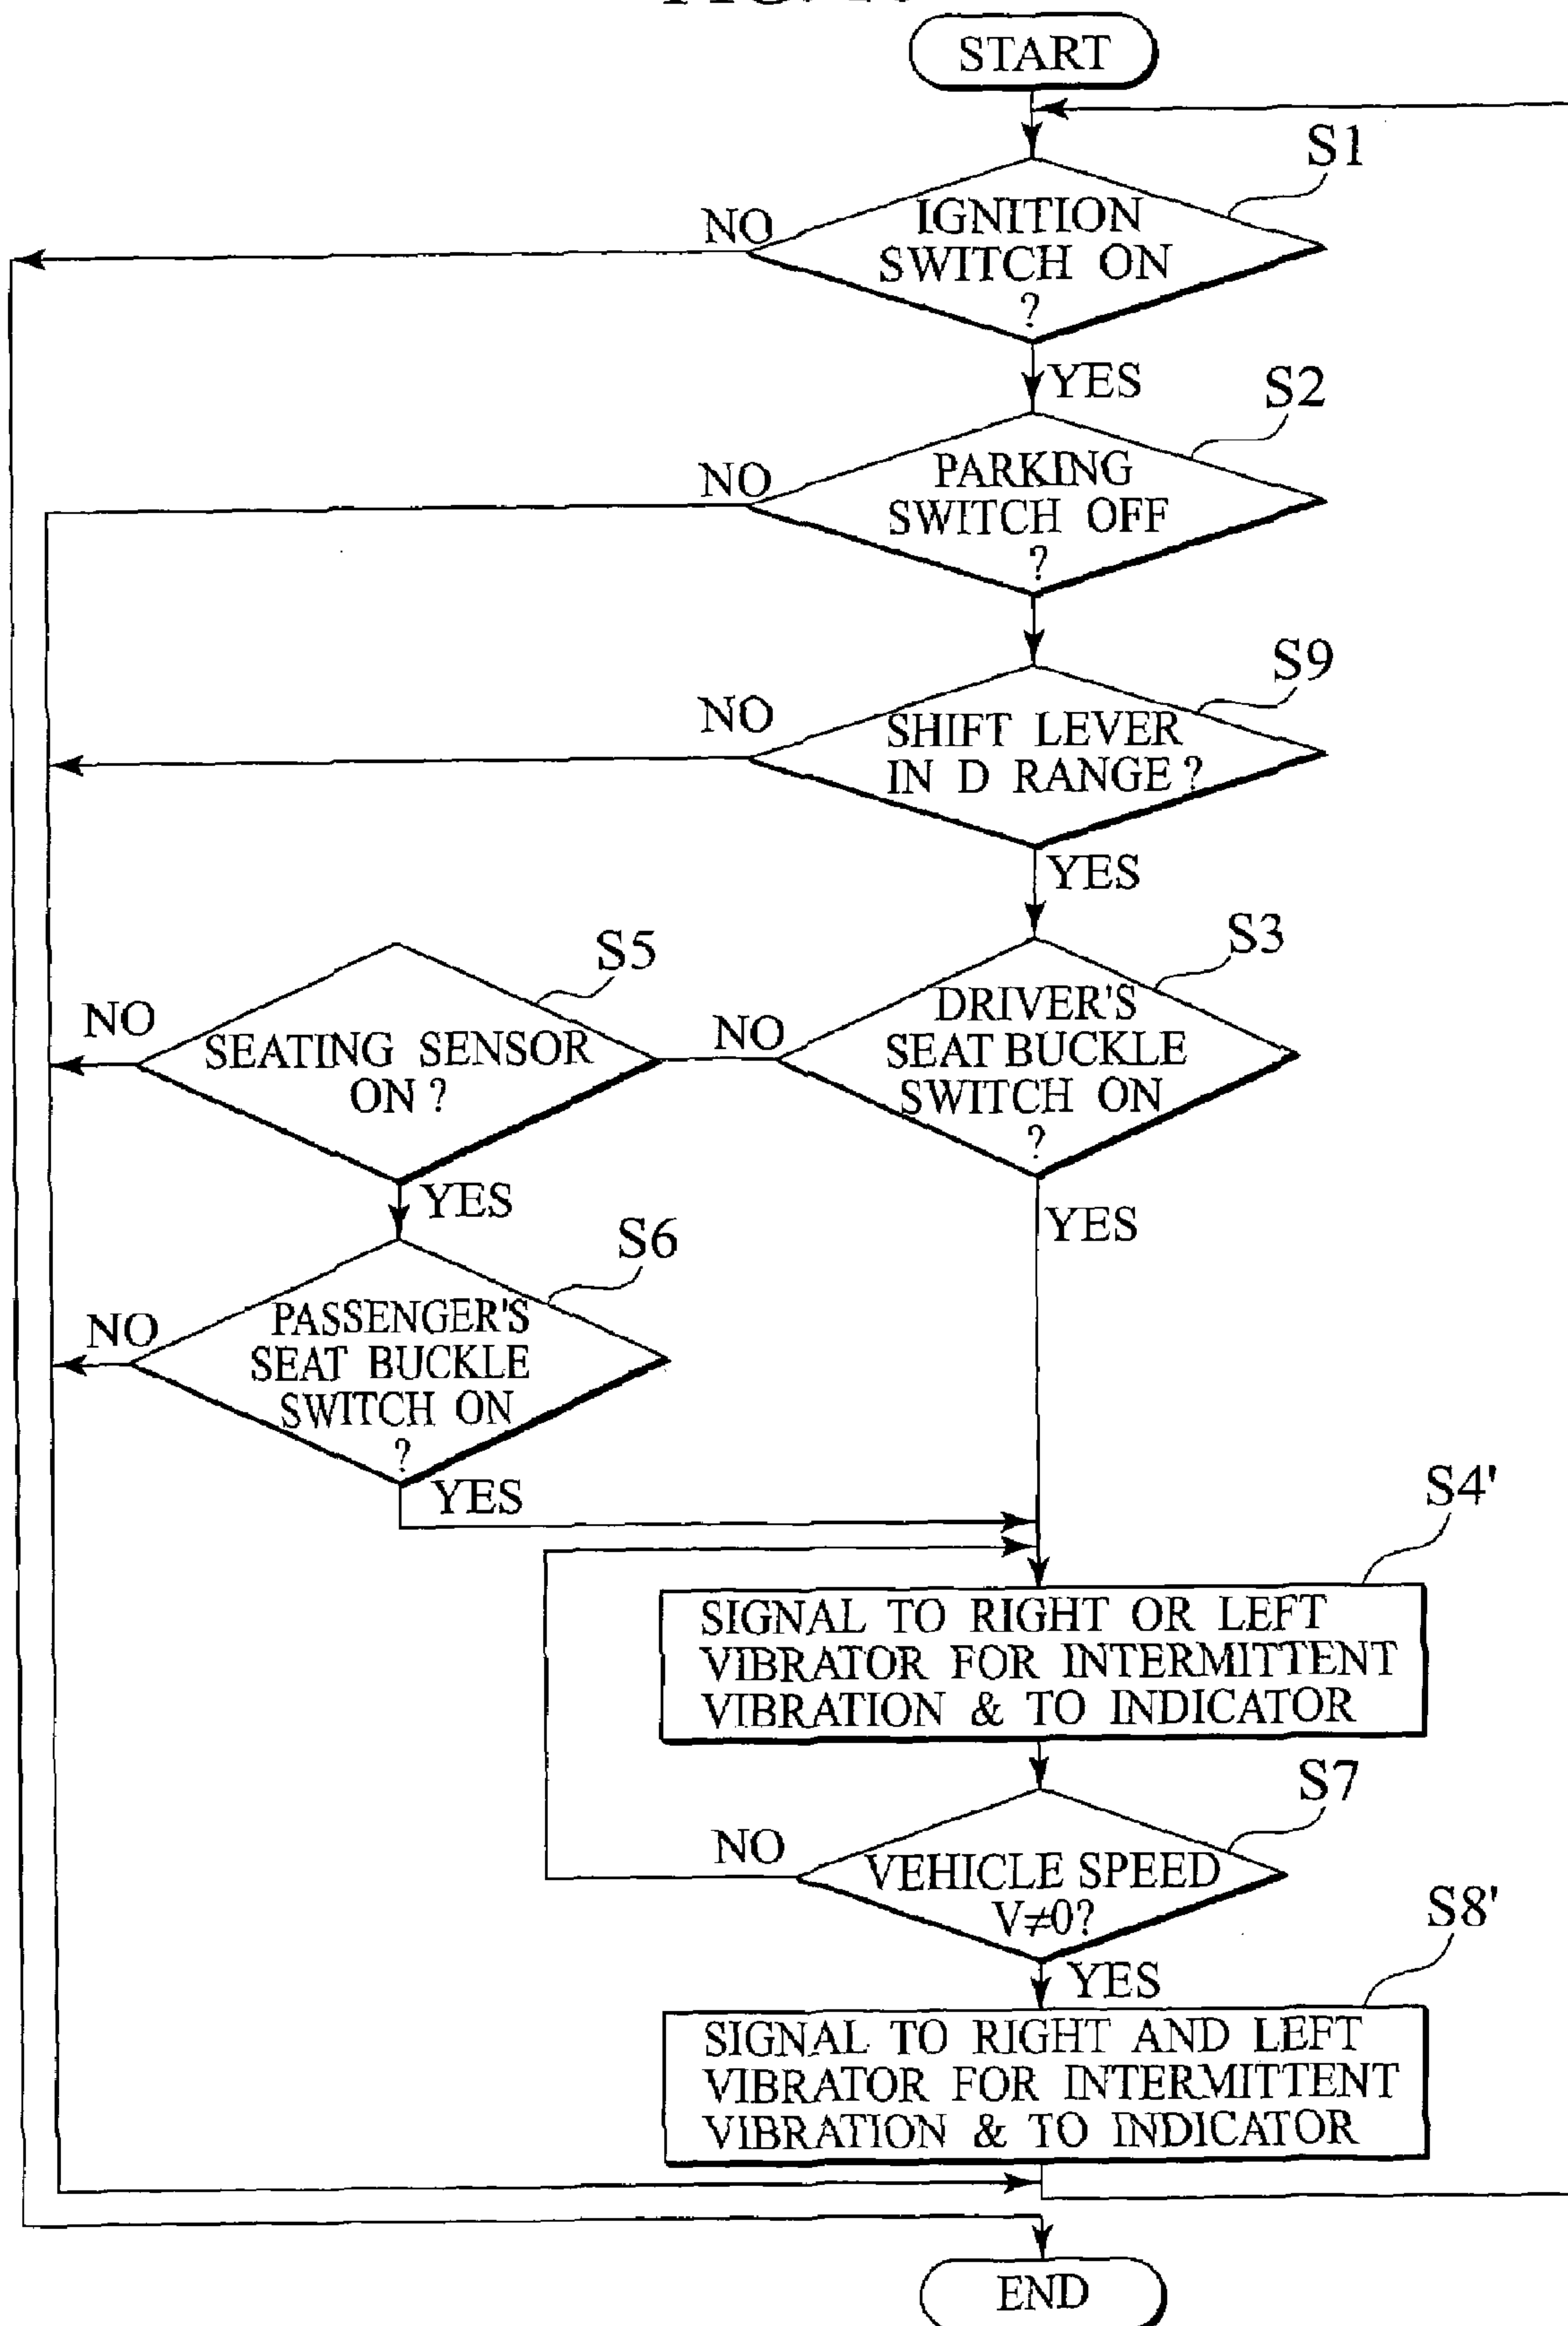 START
S1
NO
IGNITION
SWITCH ON
?
YES
S2
NO
PARKING
SWITCH OFF
?
S9
NO
SHIFT LEVER
IN D RANGE?
YES
S3
NO
DRIVER'S
SEAT BUCKLE
SWITCH ON
?
YES
S5
NO
SEATING SENSOR
ON?
YES
S6
NO
PASSENGER'S
SEAT BUCKLE
SWITCH ON
?
YES
S4'
SIGNAL TO RIGHT OR LEFT
VIBRATOR FOR INTERMITTENT
VIBRATION & TO INDICATOR
S7
NO
VEHICLE SPEED
V≠0?
YES
S8'
SIGNAL TO RIGHT AND LEFT
VIBRATOR FOR INTERMITTENT
VIBRATION & TO INDICATOR
END